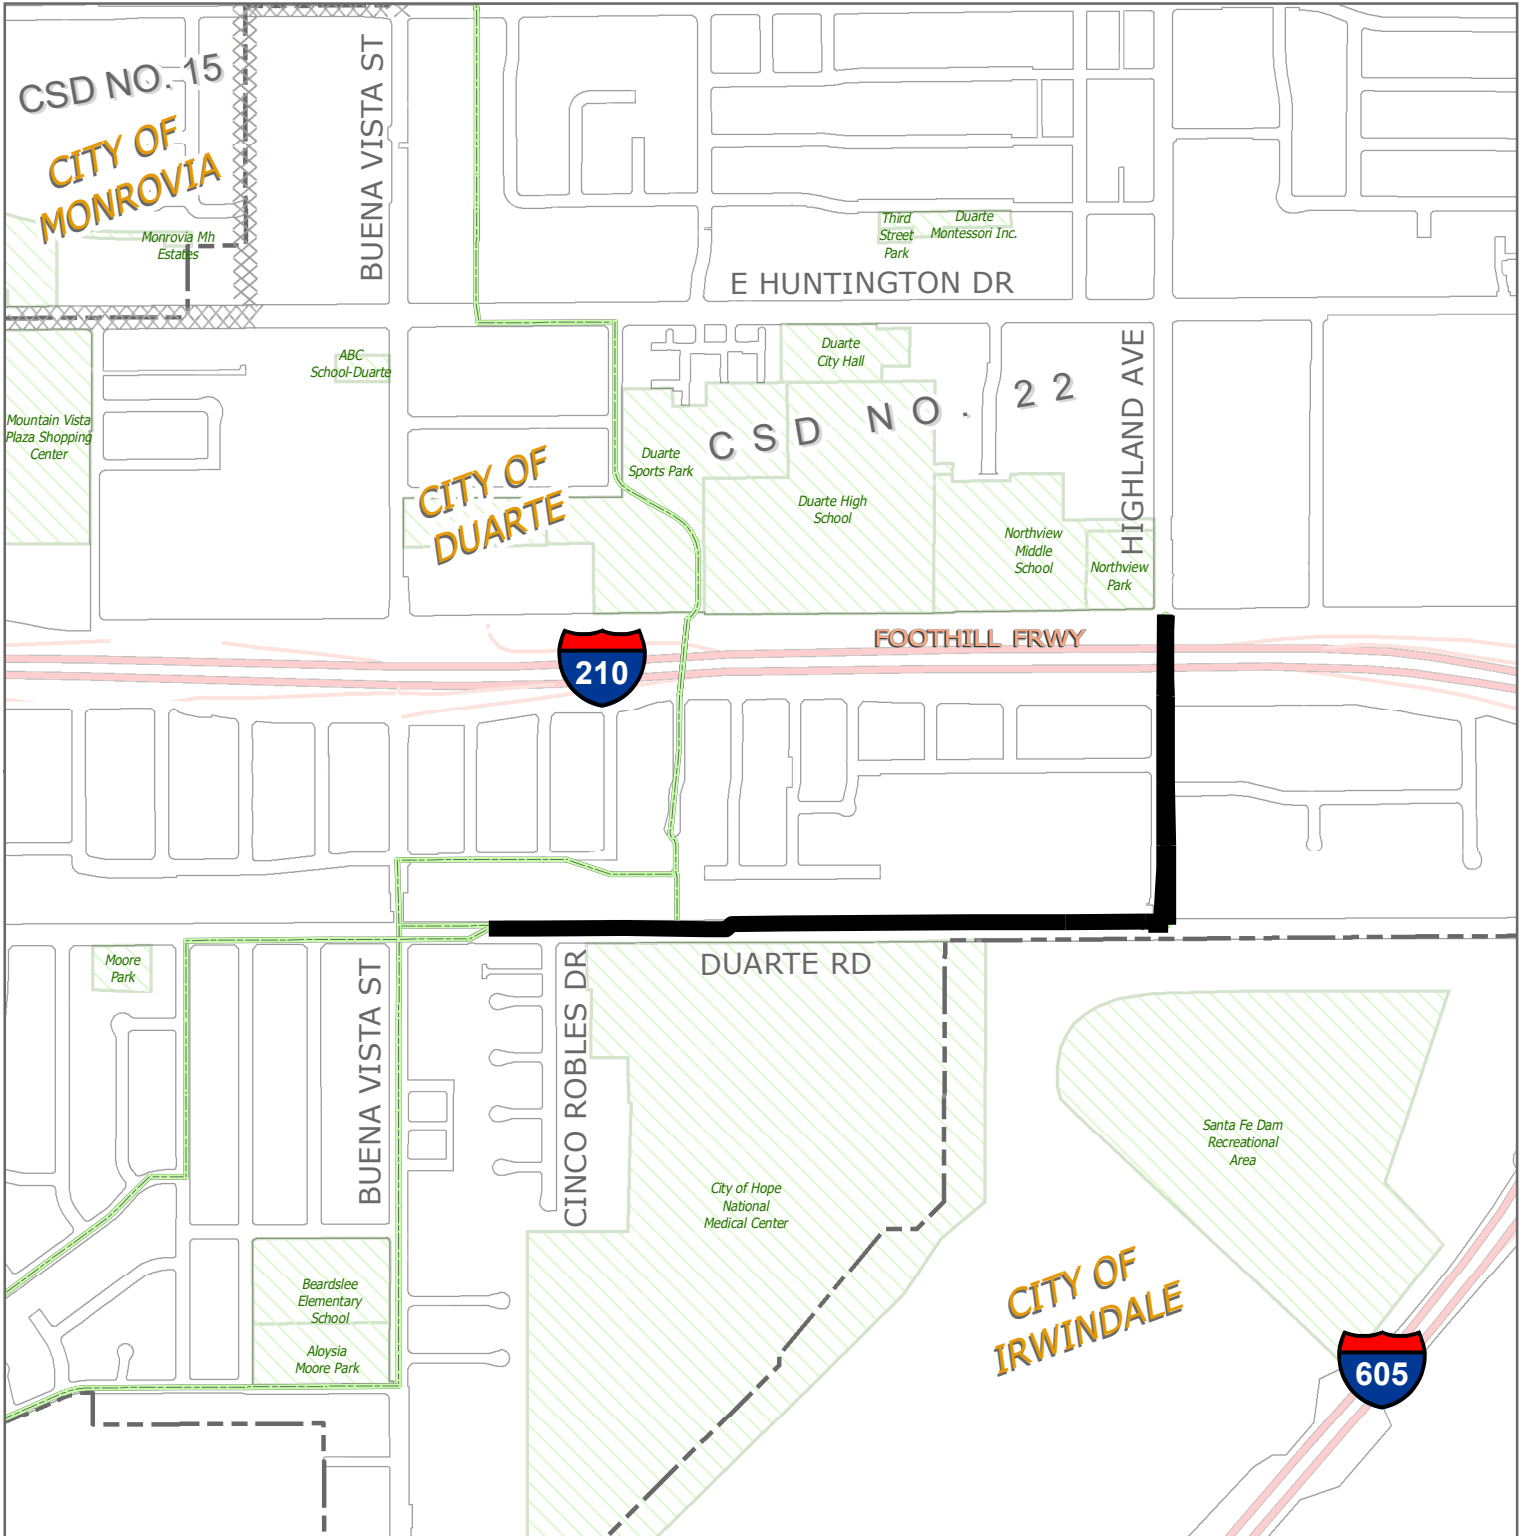 CSD NO. 15
CITY OF
MONROVIA
BUENA VISTA ST
Monrovia Mh
Estates
Third
Street
Park
Duarte
Montessori Inc.
E HUNTINGTON DR
ABC
School-Duarte
Duarte
City Hall
HIGHLAND AVE
Mountain Vista
Plaza Shopping
Center
CSD NO. 22
CITY OF
DUARTE
Duarte
Sports Park
Duarte High
School
Northview
Middle
School
Northview
Park
FOOTHILL FRWY
210
Moore
Park
DUARTE RD
BUENA VISTA ST
CINCO ROBLES DR
Santa Fe Dam
Recreational
Area
City of Hope
National
Medical Center
CITY OF
IRWINDALE
Beardslee
Elementary
School
Aloysia
Moore Park
605